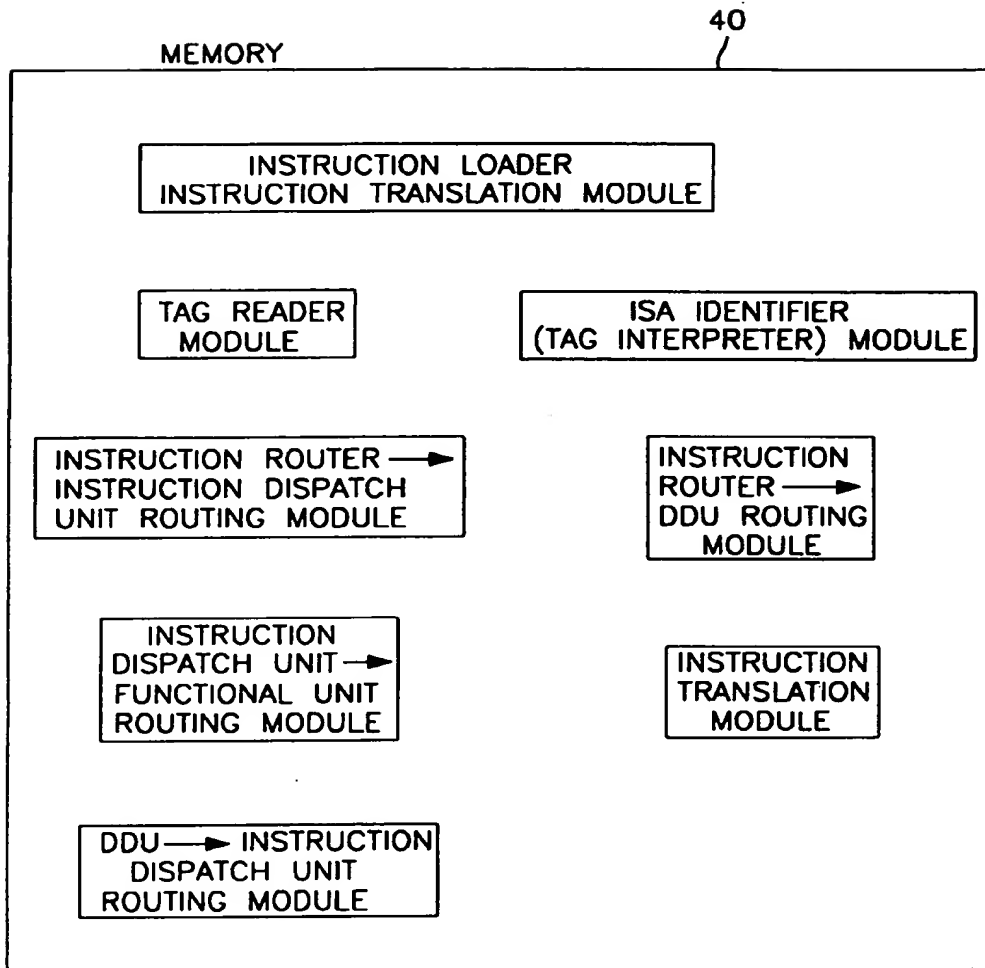 40
MEMORY
INSTRUCTION LOADER
INSTRUCTION TRANSLATION MODULE
TAG READER
MODULE
ISA IDENTIFIER
(TAG INTERPRETER) MODULE
INSTRUCTION ROUTER →
INSTRUCTION DISPATCH
UNIT ROUTING MODULE
INSTRUCTION
ROUTER →
DDU ROUTING
MODULE
INSTRUCTION
DISPATCH UNIT →
FUNCTIONAL UNIT
ROUTING MODULE
INSTRUCTION
TRANSLATION
MODULE
DDU → INSTRUCTION
DISPATCH UNIT
ROUTING MODULE